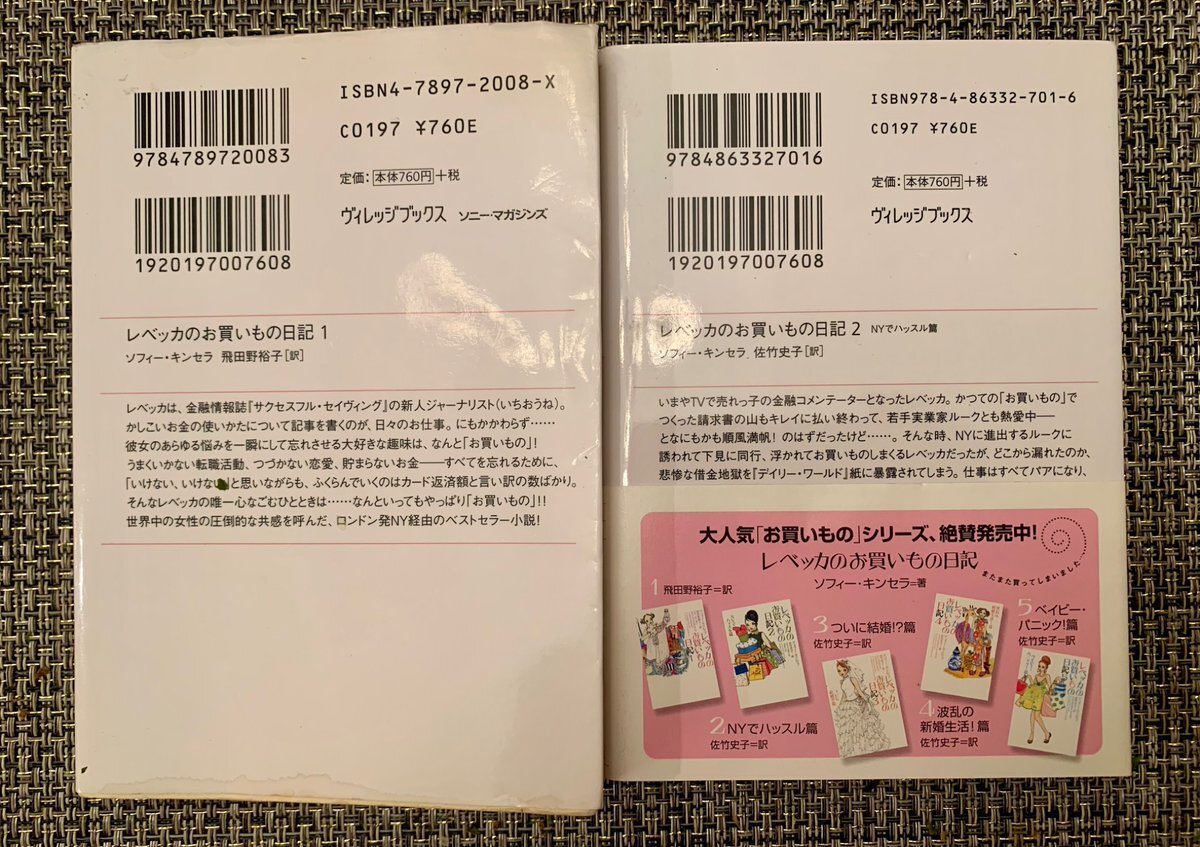 ISBN4-7897-2008-X
9784789720083
C0197 ¥760E
定価:本体760円+税
ヴィレッジブックス ソニー・マガジンズ
1920197007608
レベッカのお買いもの日記 1
ソフィー・キンセラ 飛田野裕子[訳]
レベッカは、金融情報誌『サクセスフル・セイヴィング』の新人ジャーナリスト(いちおうね)。
かしこいお金の使いかたについて記事を書くのが、日々のお仕事。にもかかわらず……
彼女のあらゆる悩みを一瞬にして忘れさせる大好きな趣味は、なんと「お買いもの」!
うまくいかない転職活動、つづかない恋愛、貯まらないお金――すべてを忘れるために、
「いけない、いけない」と思いながらも、ふくらんでいくのはカード返済額と言い訳の数ばかり。
そんなレベッカの唯一心なごむひとときは……なんといってもやっぱり「お買いもの」!!
世界中の女性の圧倒的な共感を呼んだ、ロンドン発NY経由のベストセラー小説!
ISBN978-4-86332-701-6
9784863327016
C0197 ¥760E
定価:本体760円+税
ヴィレッジブックス
1920197007608
レベッカのお買いもの日記 2 NYでハッスル篇
ソフィー・キンセラ 佐竹史子[訳]
いまやTVで売れっ子の金融コメンテーターとなったレベッカ。かつての「お買いもの」で
つくった請求書の山もキレイに払い終わって、若手実業家ルークとも熱愛中――
となにもかも順風満帆! のはずだったけど……。そんな時、NYに進出するルークに
誘われて下見に同行、浮かれてお買いものしまくるレベッカだが、どこから漏れたのか、
悲惨な借金地獄を『デイリー・ワールド』紙に暴露されてしまう。仕事はすべてパアになり、
大人気「お買いもの」シリーズ、絶賛発売中!
レベッカのお買いもの日記
またまた買ってしまいました…
ソフィー・キンセラ=著
1 飛田野裕子=訳
2 NYでハッスル篇
佐竹史子=訳
3 ついに結婚!?篇
佐竹史子=訳
4 波乱の
新婚生活!篇
佐竹史子=訳
5 ベイビー・
パニック!篇
佐竹史子=訳